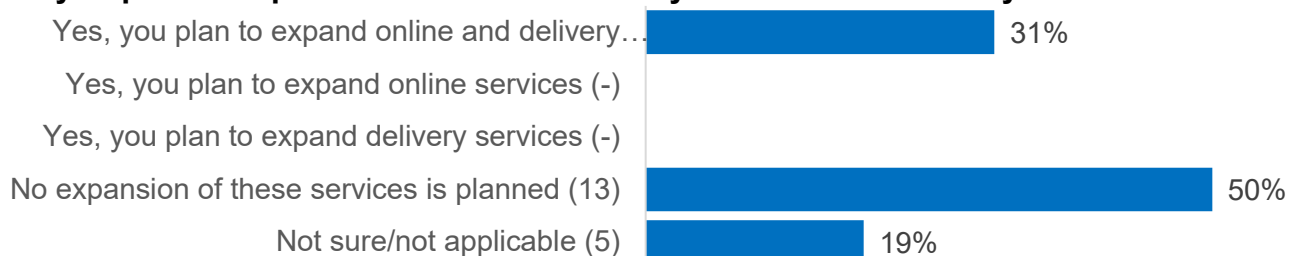 Yes, you plan to expand online and delivery… 31%
Yes, you plan to expand online services (-)
Yes, you plan to expand delivery services (-)
No expansion of these services is planned (13) 50%
Not sure/not applicable (5) 19%